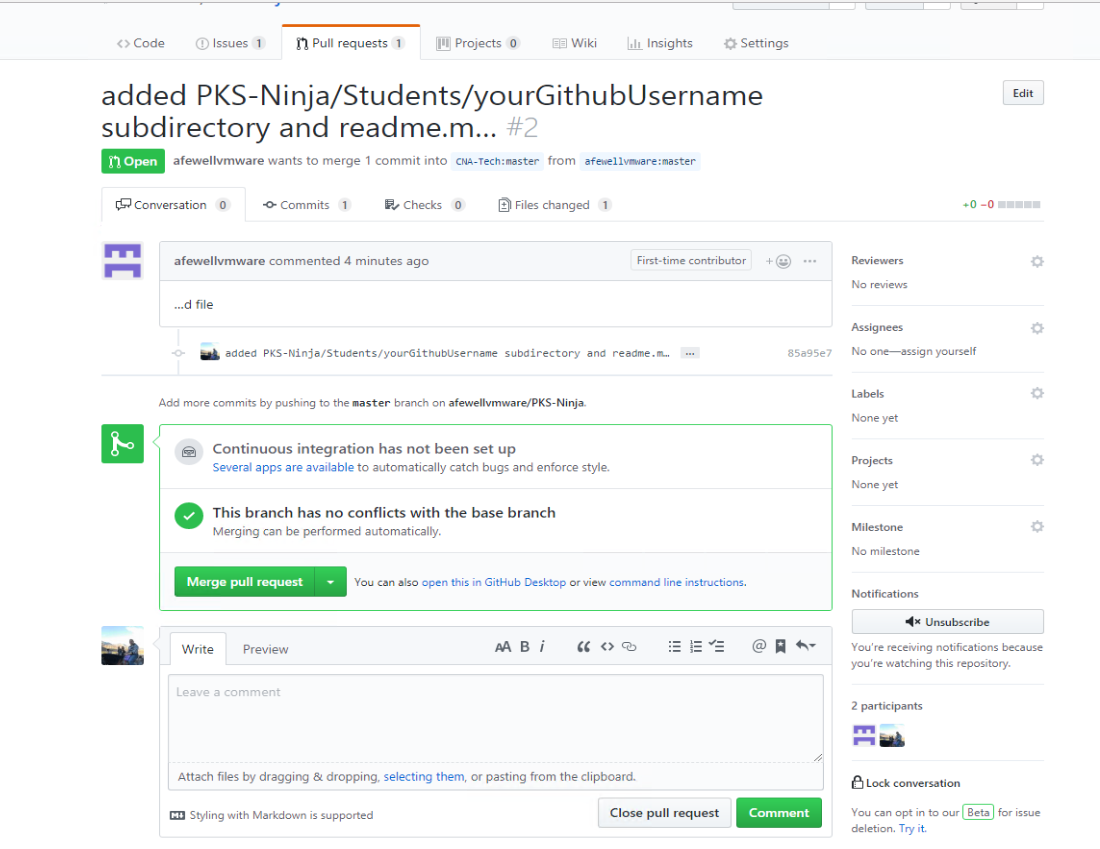 Code Issues 1 Pull requests 1 Projects 0 Wiki Insights Settings
added PKS-Ninja/Students/yourGithubUsername
subdirectory and readme.m... #2
Edit
Open afewellvmware wants to merge 1 commit into CNA-Tech:master from afewellvmware:master
Conversation 0 Commits 1 Checks 0 Files changed 1 +0 −0
afewellvmware commented 4 minutes ago First-time contributor + ...
...d file
added PKS-Ninja/Students/yourGithubUsername subdirectory and readme.m… ... 85a95e7
Add more commits by pushing to the master branch on afewellvmware/PKS-Ninja.
Continuous integration has not been set up
Several apps are available to automatically catch bugs and enforce style.
This branch has no conflicts with the base branch
Merging can be performed automatically.
Merge pull request You can also open this in GitHub Desktop or view command line instructions.
Write Preview AA B i “ <> @
Leave a comment
Attach files by dragging & dropping, selecting them, or pasting from the clipboard.
Styling with Markdown is supported
Close pull request Comment
Reviewers
No reviews
Assignees
No one—assign yourself
Labels
None yet
Projects
None yet
Milestone
No milestone
Notifications
Unsubscribe
You're receiving notifications because
you're watching this repository.
2 participants
Lock conversation
You can opt in to our Beta for issue
deletion. Try it.